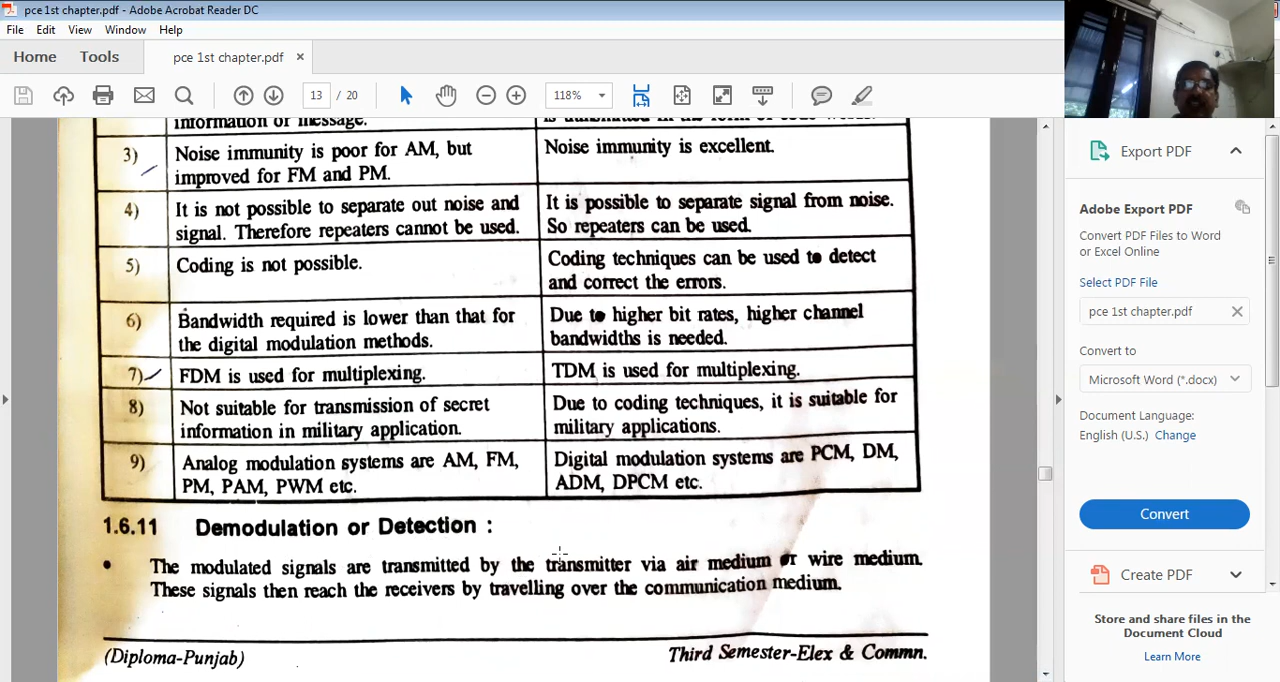 pce 1st chapter.pdf - Adobe Acrobat Reader DC
File Edit View Window Help
Home Tools pce 1st chapter.pdf ×
13 / 20 118%
information or message.
3) Noise immunity is poor for AM, but Noise immunity is excellent.
improved for FM and PM.
4) It is not possible to separate out noise and It is possible to separate signal from noise.
signal. Therefore repeaters cannot be used. So repeaters can be used.
5) Coding is not possible. Coding techniques can be used to detect
and correct the errors.
6) Bandwidth required is lower than that for Due to higher bit rates, higher channel
the digital modulation methods. bandwidths is needed.
7) FDM is used for multiplexing. TDM is used for multiplexing.
8) Not suitable for transmission of secret Due to coding techniques, it is suitable for
information in military application. military applications.
9) Analog modulation systems are AM, FM, Digital modulation systems are PCM, DM,
PM, PAM, PWM etc. ADM, DPCM etc.
1.6.11 Demodulation or Detection :
• The modulated signals are transmitted by the transmitter via air medium or wire medium.
These signals then reach the receivers by travelling over the communication medium.
(Diploma-Punjab) Third Semester-Elex & Commn.
Export PDF
Adobe Export PDF
Convert PDF Files to Word
or Excel Online
Select PDF File
pce 1st chapter.pdf ×
Convert to
Microsoft Word (*.docx)
Document Language:
English (U.S.) Change
Convert
Create PDF
Store and share files in the
Document Cloud
Learn More